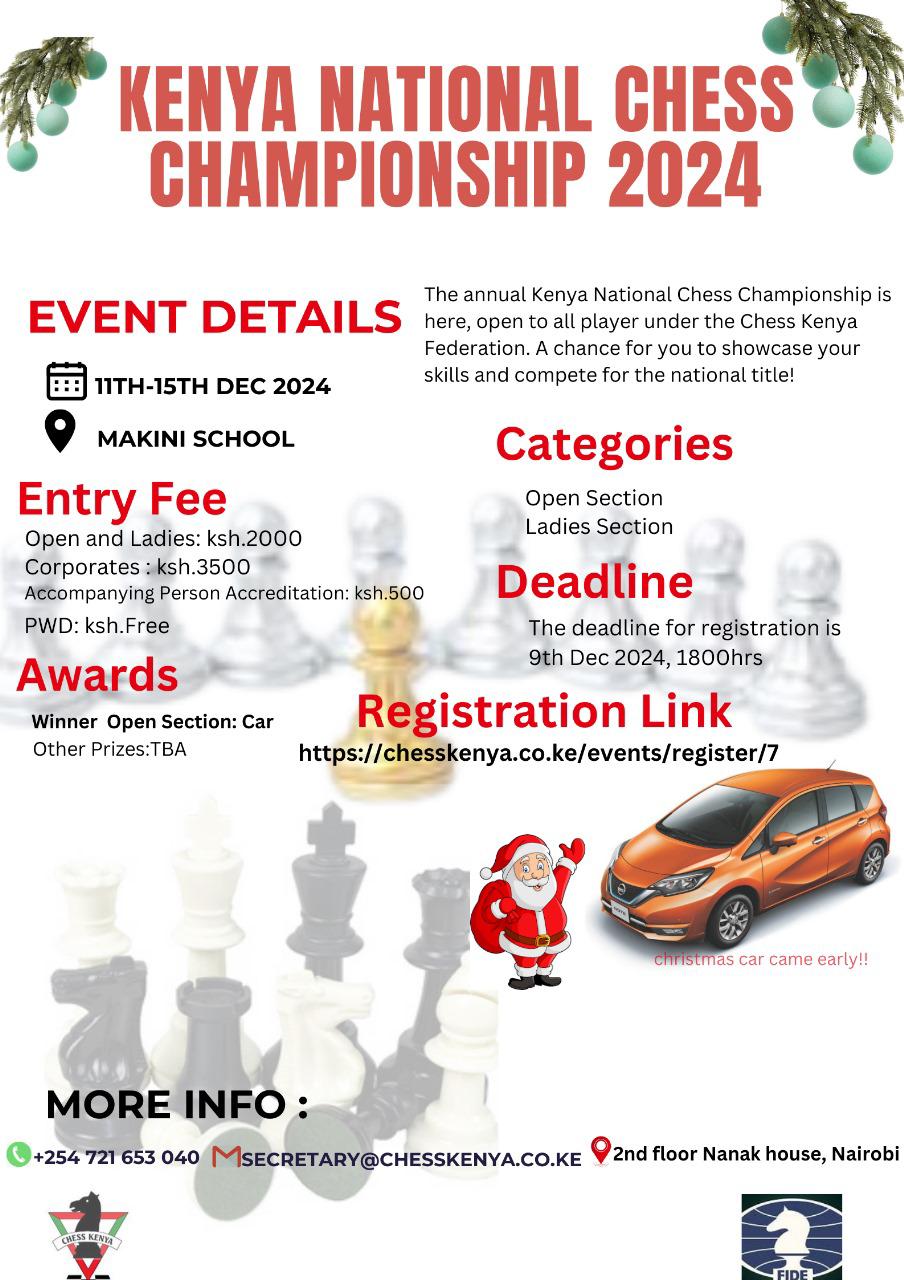 KENYA NATIONAL CHESS
CHAMPIONSHIP 2024
EVENT DETAILS
11TH-15TH DEC 2024
MAKINI SCHOOL
The annual Kenya National Chess Championship is
here, open to all player under the Chess Kenya
Federation. A chance for you to showcase your
skills and compete for the national title!
Categories
Open Section
Ladies Section
Entry Fee
Open and Ladies: ksh.2000
Corporates : ksh.3500
Accompanying Person Accreditation: ksh.500
PWD: ksh.Free
Deadline
The deadline for registration is
9th Dec 2024, 1800hrs
Awards
Winner Open Section: Car
Other Prizes:TBA
Registration Link
https://chesskenya.co.ke/events/register/7
christmas car came early!!
MORE INFO :
+254 721 653 040
SECRETARY@CHESSKENYA.CO.KE
2nd floor Nanak house, Nairobi
CHESS KENYA
FIDE